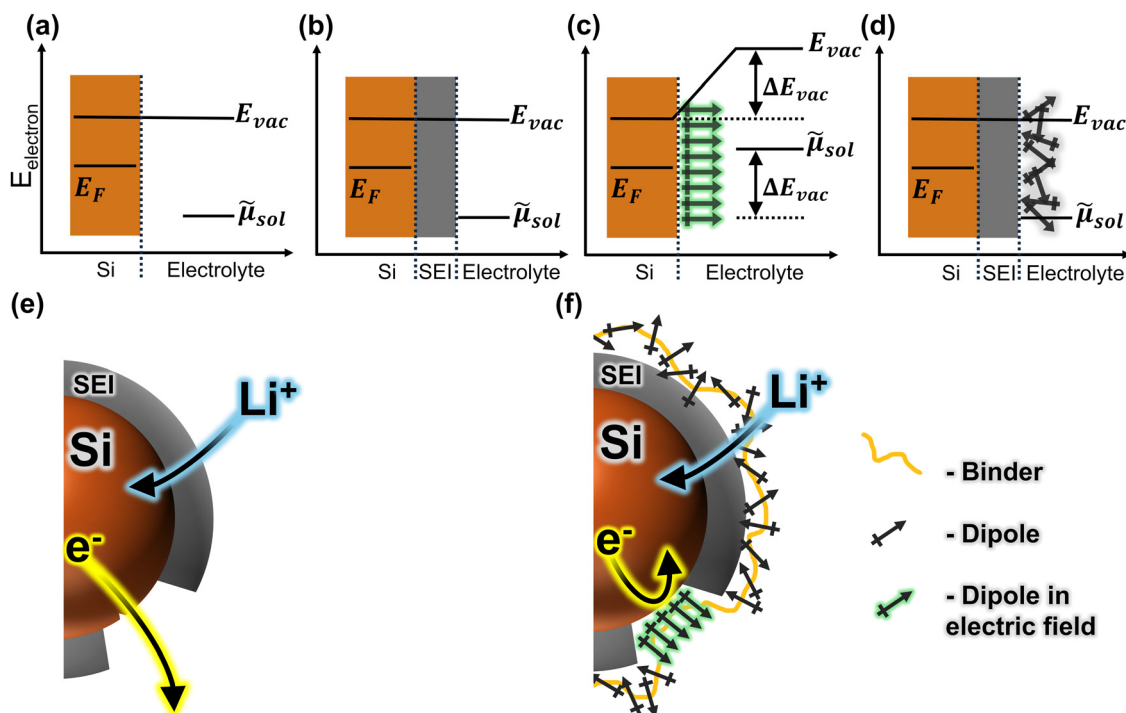 (a)
E_electron
E_vac
E_F
μ̃_sol
Si
Electrolyte
(b)
E_vac
E_F
μ̃_sol
Si
SEI
Electrolyte
(c)
E_vac
ΔE_vac
μ̃_sol
E_F
ΔE_vac
Si
Electrolyte
(d)
E_vac
E_F
μ̃_sol
Si
SEI
Electrolyte
(e)
SEI
Li⁺
Si
e⁻
(f)
SEI
Li⁺
Si
e⁻
- Binder
- Dipole
- Dipole in
electric field